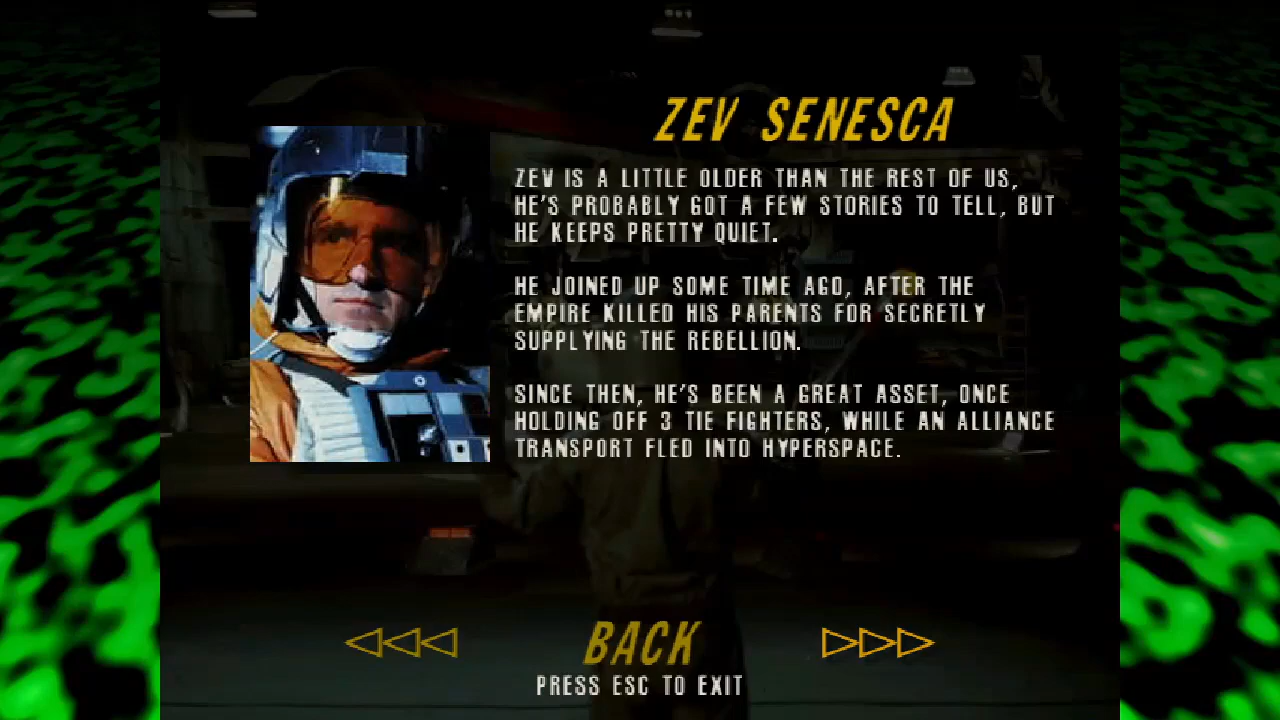 ZEV SENESCA
ZEV IS A LITTLE OLDER THAN THE REST OF US,
HE'S PROBABLY GOT A FEW STORIES TO TELL, BUT
HE KEEPS PRETTY QUIET.
HE JOINED UP SOME TIME AGO, AFTER THE
EMPIRE KILLED HIS PARENTS FOR SECRETLY
SUPPLYING THE REBELLION.
SINCE THEN, HE'S BEEN A GREAT ASSET, ONCE
HOLDING OFF 3 TIE FIGHTERS, WHILE AN ALLIANCE
TRANSPORT FLED INTO HYPERSPACE.
BACK
PRESS ESC TO EXIT